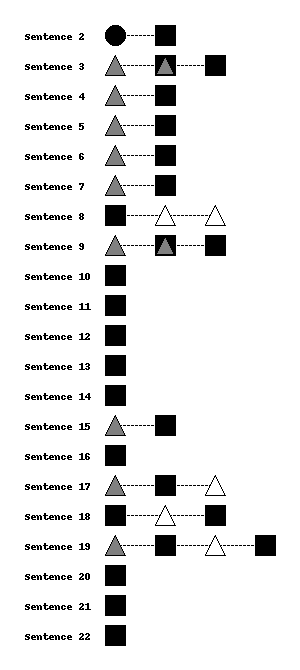 Sentence 2
Sentence 3
Sentence 4
Sentence 5
Sentence 6
Sentence 7
Sentence 8
Sentence 9
Sentence 10
Sentence 11
Sentence 12
Sentence 13
Sentence 14
Sentence 15
Sentence 16
Sentence 17
Sentence 18
Sentence 19
Sentence 20
Sentence 21
Sentence 22